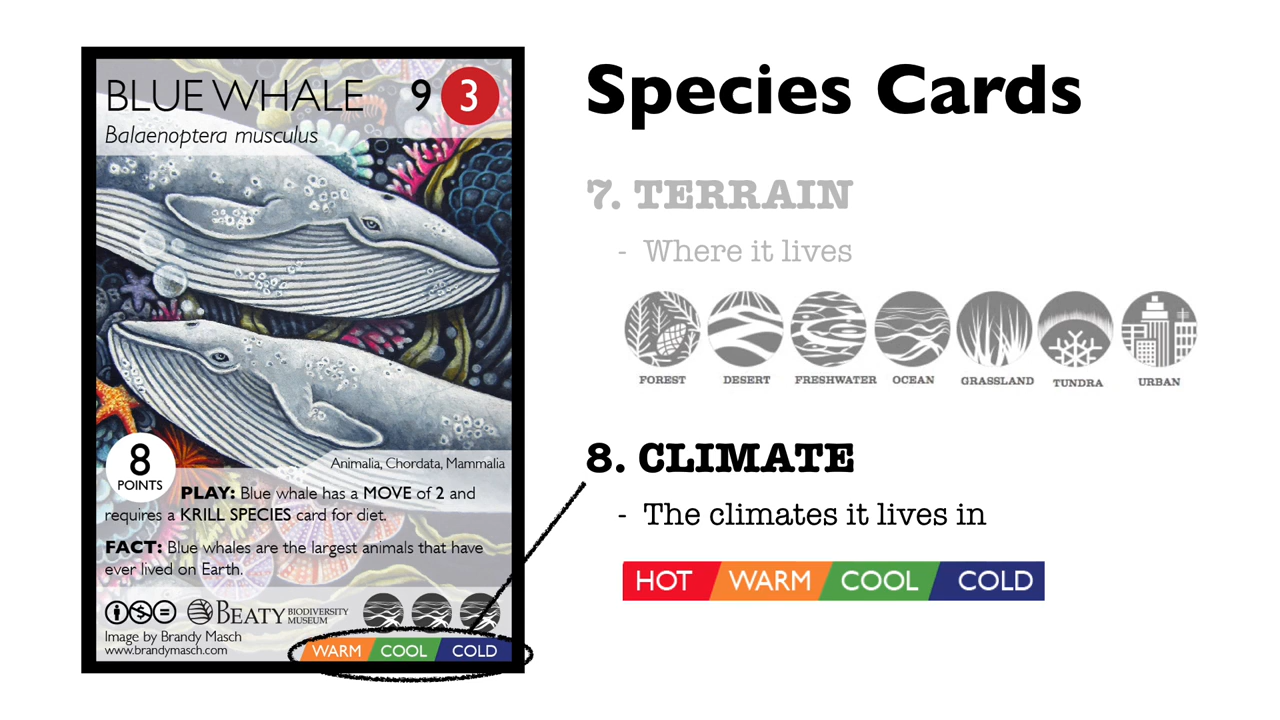 BLUE WHALE 9 3
Balaenoptera musculus
8
POINTS
Animalia, Chordata, Mammalia
PLAY: Blue whale has a MOVE of 2 and
requires a KRILL SPECIES card for diet.
FACT: Blue whales are the largest animals that have
ever lived on Earth.
BEATY BIODIVERSITY
MUSEUM
Image by Brandy Masch
www.brandymasch.com
WARM COOL COLD
Species Cards
7. TERRAIN
- Where it lives
FOREST DESERT FRESHWATER OCEAN GRASSLAND TUNDRA URBAN
8. CLIMATE
- The climates it lives in
HOT WARM COOL COLD